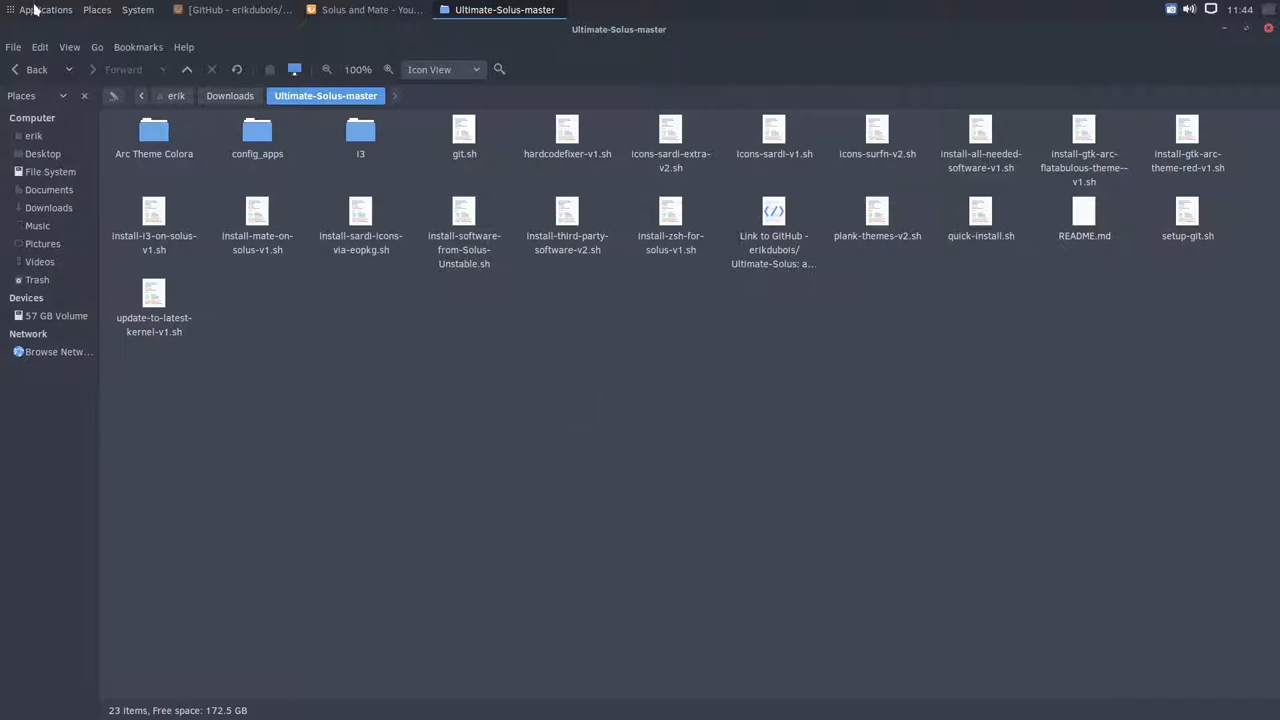 Applications Places System [GitHub - erikdubois/... Solus and Mate - You... Ultimate-Solus-master 11:44
Ultimate-Solus-master
File Edit View Go Bookmarks Help
Back Forward 100% Icon View
Places erik Downloads Ultimate-Solus-master
Computer
erik
Desktop
File System
Documents
Downloads
Music
Pictures
Videos
Trash
Devices
57 GB Volume
Network
Browse Netw...
Arc Theme Colora
config_apps
i3
git.sh
hardcodefixer-v1.sh
icons-sardi-extra-
v2.sh
icons-sardi-v1.sh
icons-surfn-v2.sh
install-all-needed-
software-v1.sh
install-gtk-arc-
flatabulous-theme--
v1.sh
install-gtk-arc-
theme-red-v1.sh
install-i3-on-solus-
v1.sh
install-mate-on-
solus-v1.sh
install-sardi-icons-
via-eopkg.sh
install-software-
from-Solus-
Unstable.sh
install-third-party-
software-v2.sh
install-zsh-for-
solus-v1.sh
Link to GitHub -
erikdubois/
Ultimate-Solus: a...
plank-themes-v2.sh
quick-install.sh
README.md
setup-git.sh
update-to-latest-
kernel-v1.sh
23 items, Free space: 172.5 GB